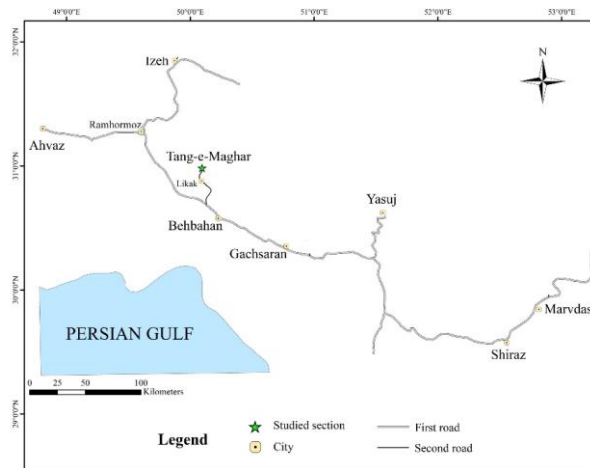 49°0'0"E 50°0'0"E 51°0'0"E 52°0'0"E 53°0'0"E
32°0'0"N
31°0'0"N
30°0'0"N
29°0'0"N
N
Izeh
Ramhormoz
Ahvaz
Tang-e-Maghar
Likak
Yasuj
Behbahan
Gachsaran
Marvdas
Shiraz
PERSIAN GULF
0 25 50 100
Kilometers
Legend
Studied section
City
First road
Second road